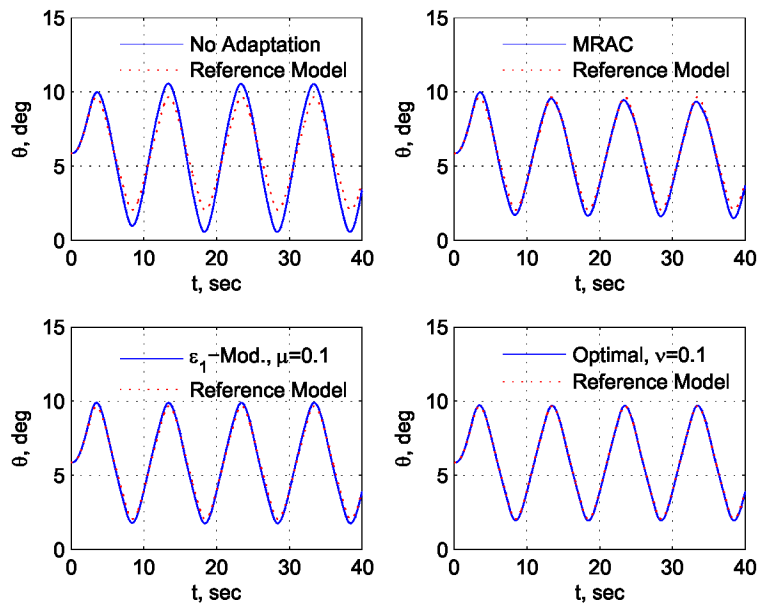 15
10
5
0
θ, deg
No Adaptation
Reference Model
0 10 20 30 40
t, sec
15
10
5
0
θ, deg
MRAC
Reference Model
0 10 20 30 40
t, sec
15
10
5
0
θ, deg
ε₁−Mod., μ=0.1
Reference Model
0 10 20 30 40
t, sec
15
10
5
0
θ, deg
Optimal, ν=0.1
Reference Model
0 10 20 30 40
t, sec